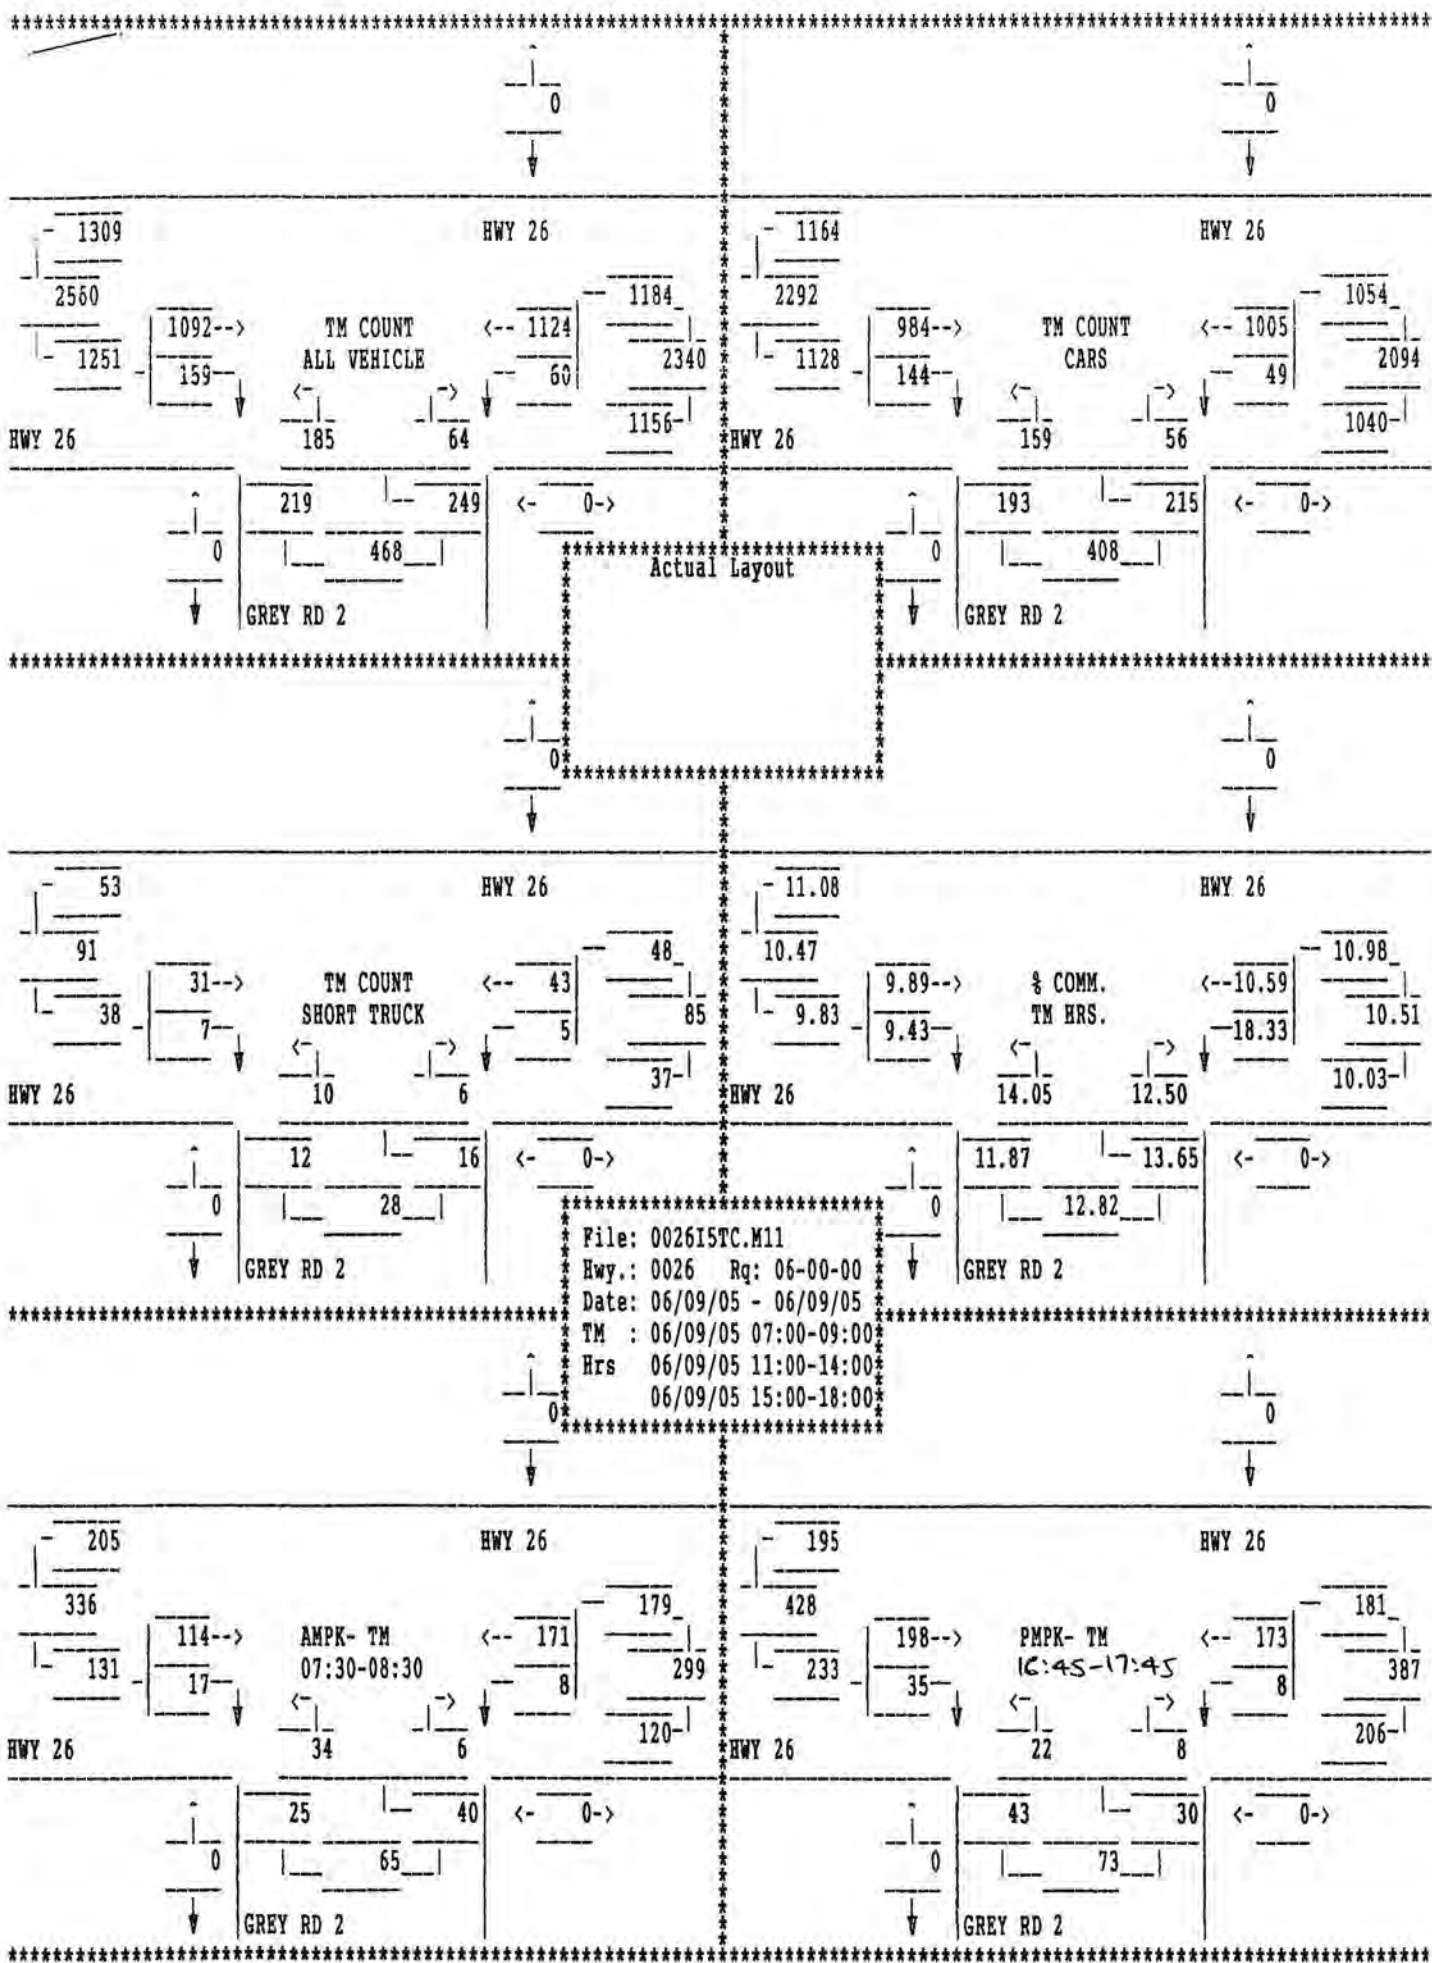 0 0
1309 HWY 26 1164 HWY 26
2560 1184 2292 1054
1092--> TM COUNT <-- 1124 984--> TM COUNT <-- 1005
1251 ALL VEHICLE 2340 1128 CARS 2094
159 60 144 49
1156 1040
HWY 26 185 64 HWY 26 159 56
219 249 <- 0-> 193 215 <- 0->
0 468 0 408
Actual Layout
GREY RD 2 GREY RD 2
0 0
53 HWY 26 11.08 HWY 26
91 48 10.47 10.98
31--> TM COUNT <-- 43 9.89--> % COMM. <--10.59
38 SHORT TRUCK 85 9.83 TM HRS. 10.51
7 5 9.43 18.33
37 10.03
HWY 26 10 6 HWY 26 14.05 12.50
12 16 <- 0-> 11.87 13.65 <- 0->
0 28 0 12.82
File: 0026I5TC.M11
GREY RD 2 Hwy.: 0026 Rq: 06-00-00 GREY RD 2
Date: 06/09/05 - 06/09/05
TM : 06/09/05 07:00-09:00
Hrs 06/09/05 11:00-14:00
06/09/05 15:00-18:00
0 0
205 HWY 26 195 HWY 26
336 179 428 181
114--> AMPK- TM <-- 171 198--> PMPK- TM <-- 173
131 07:30-08:30 299 233 16:45-17:45 387
17 8 35 8
120 206
HWY 26 34 6 HWY 26 22 8
25 40 <- 0-> 43 30 <- 0->
0 65 0 73
GREY RD 2 GREY RD 2